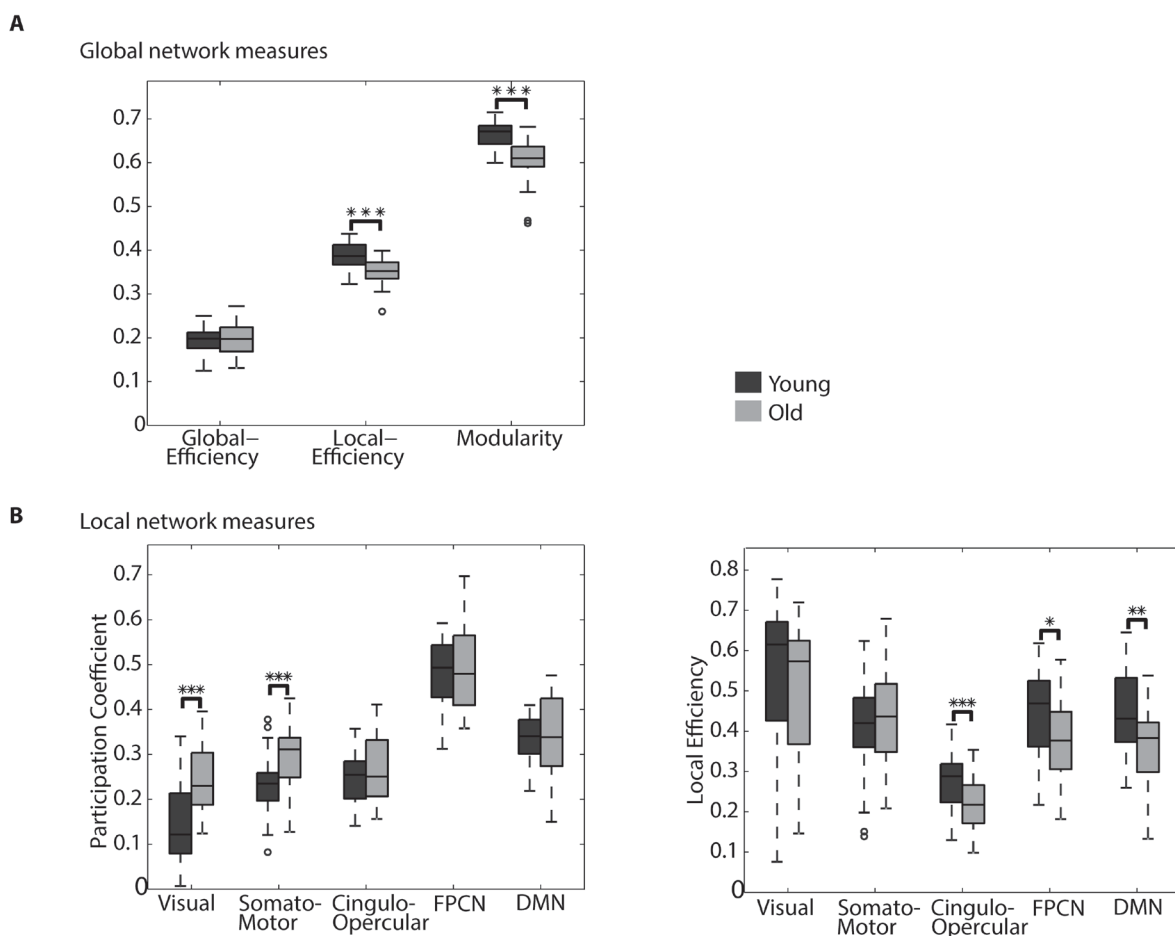 A
Global network measures
0.7
0.6
0.5
0.4
0.3
0.2
0.1
0
***
***
Global–
Efficiency
Local–
Efficiency
Modularity
Young
Old
B
Local network measures
Participation Coefficient
0.7
0.6
0.5
0.4
0.3
0.2
0.1
0
***
***
Visual
Somato-
Motor
Cingulo-
Opercular
FPCN
DMN
Local Efficiency
0.8
0.7
0.6
0.5
0.4
0.3
0.2
0.1
0
***
*
**
Visual
Somato-
Motor
Cingulo-
Opercular
FPCN
DMN